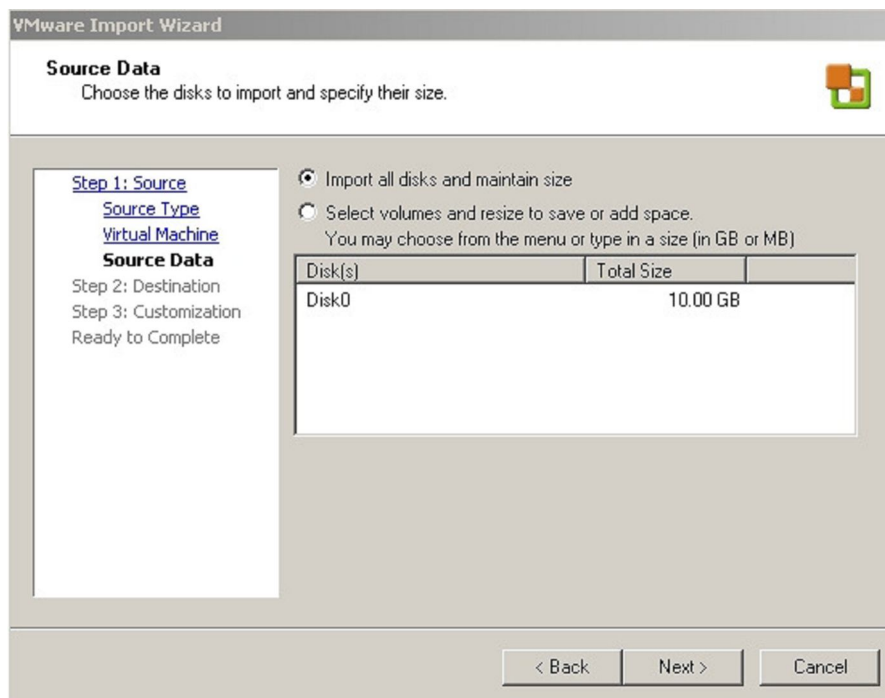 VMware Import Wizard
Source Data
Choose the disks to import and specify their size.
Step 1: Source
Source Type
Virtual Machine
Source Data
Step 2: Destination
Step 3: Customization
Ready to Complete
Import all disks and maintain size
Select volumes and resize to save or add space.
You may choose from the menu or type in a size (in GB or MB)
Disk(s) Total Size
Disk0 10.00 GB
< Back Next > Cancel